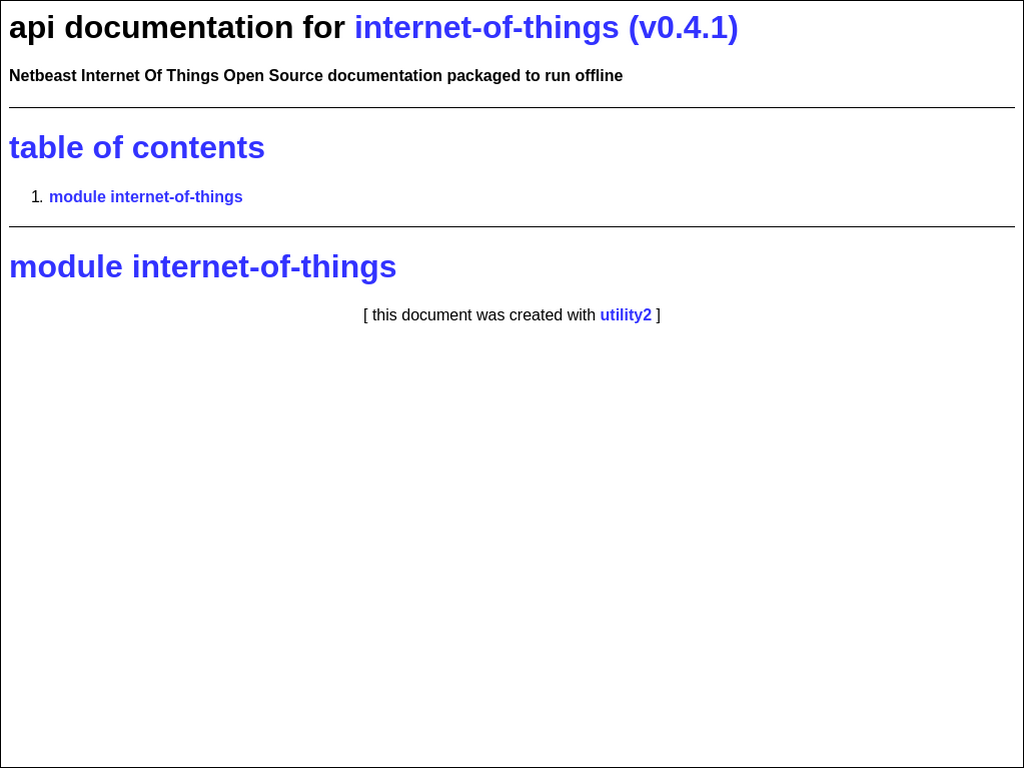 api documentation for internet-of-things (v0.4.1)
Netbeast Internet Of Things Open Source documentation packaged to run offline
table of contents
1. module internet-of-things
module internet-of-things
[ this document was created with utility2 ]